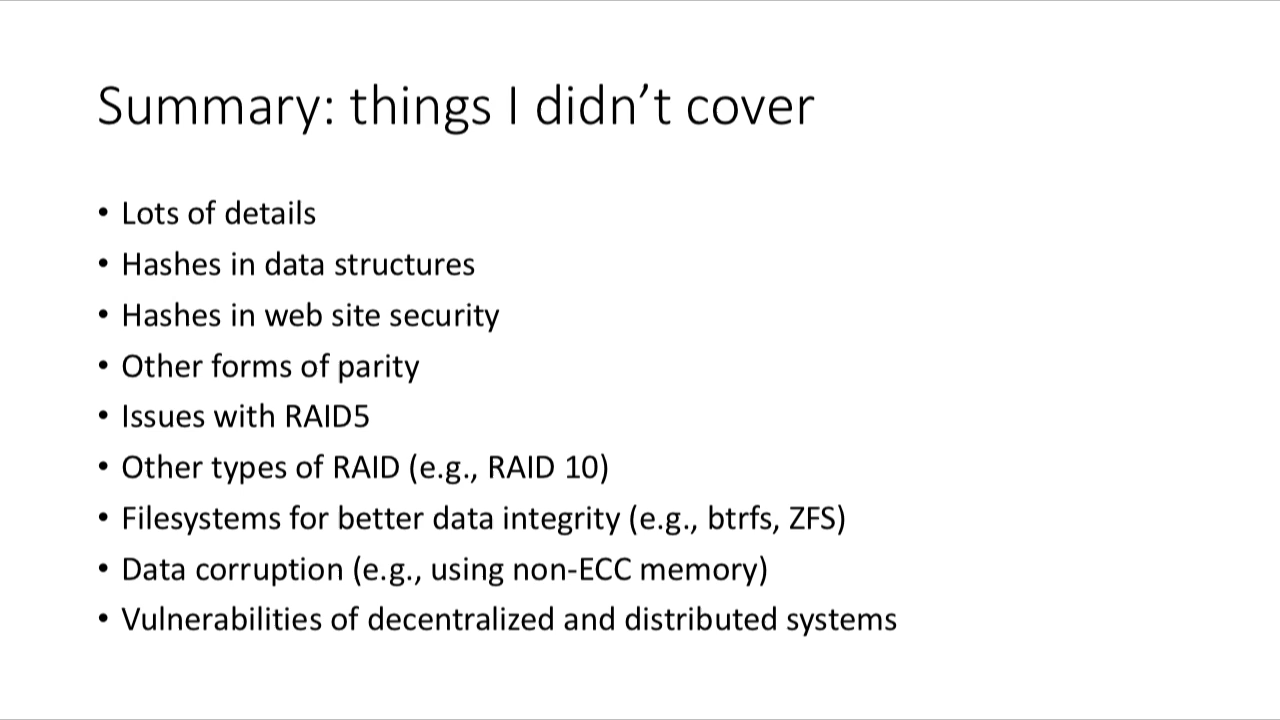 Summary: things I didn’t cover
• Lots of details
• Hashes in data structures
• Hashes in web site security
• Other forms of parity
• Issues with RAID5
• Other types of RAID (e.g., RAID 10)
• Filesystems for better data integrity (e.g., btrfs, ZFS)
• Data corruption (e.g., using non-ECC memory)
• Vulnerabilities of decentralized and distributed systems